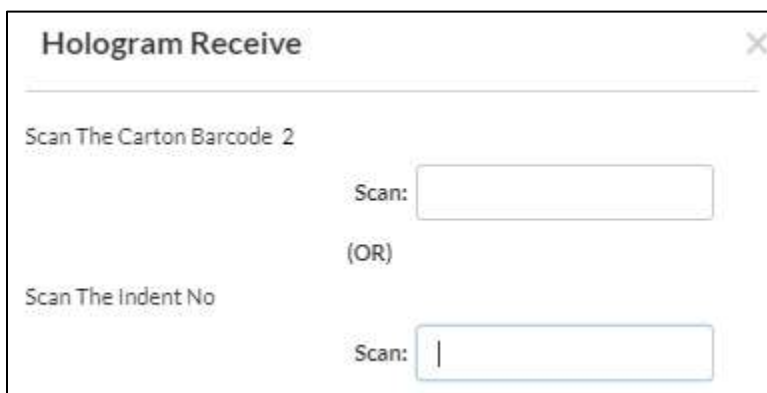 Hologram Receive
Scan The Carton Barcode 2
Scan:
(OR)
Scan The Indent No
Scan: